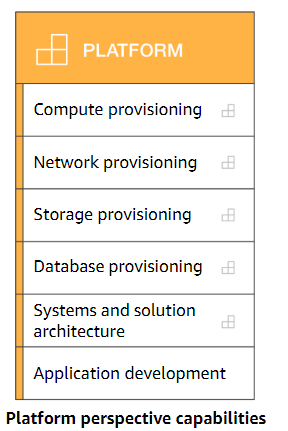 PLATFORM
Compute provisioning
Network provisioning
Storage provisioning
Database provisioning
Systems and solution
architecture
Application development
Platform perspective capabilities